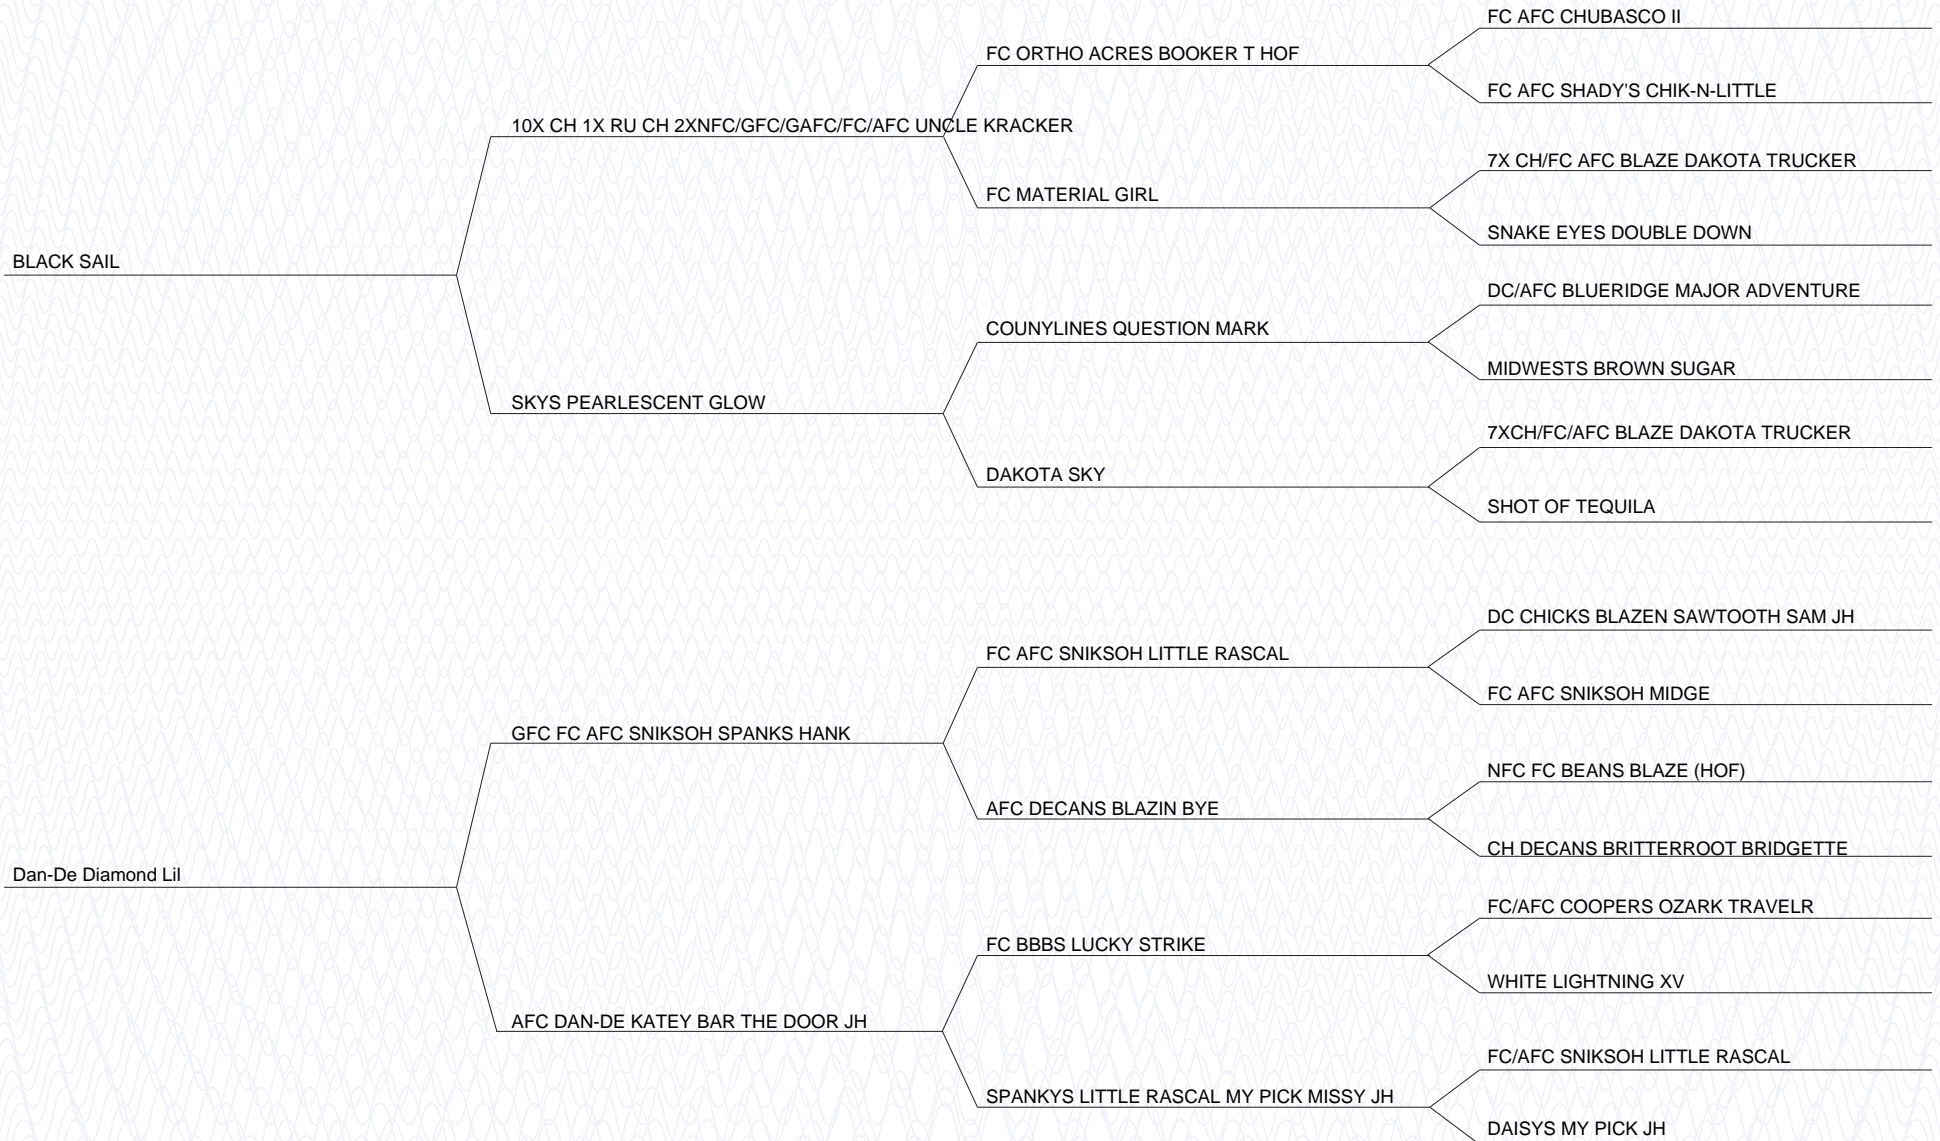 FC AFC CHUBASCO II
FC ORTHO ACRES BOOKER T HOF
FC AFC SHADY'S CHIK-N-LITTLE
10X CH 1X RU CH 2XNFC/GFC/GAFC/FC/AFC UNCLE KRACKER
7X CH/FC AFC BLAZE DAKOTA TRUCKER
FC MATERIAL GIRL
SNAKE EYES DOUBLE DOWN
BLACK SAIL
DC/AFC BLUERIDGE MAJOR ADVENTURE
COUNYLINES QUESTION MARK
MIDWESTS BROWN SUGAR
SKYS PEARLESCENT GLOW
7XCH/FC/AFC BLAZE DAKOTA TRUCKER
DAKOTA SKY
SHOT OF TEQUILA
DC CHICKS BLAZEN SAWTOOTH SAM JH
FC AFC SNIKSOH LITTLE RASCAL
FC AFC SNIKSOH MIDGE
GFC FC AFC SNIKSOH SPANKS HANK
NFC FC BEANS BLAZE (HOF)
AFC DECANS BLAZIN BYE
CH DECANS BRITTERROOT BRIDGETTE
Dan-De Diamond Lil
FC/AFC COOPERS OZARK TRAVELR
FC BBBS LUCKY STRIKE
WHITE LIGHTNING XV
AFC DAN-DE KATEY BAR THE DOOR JH
FC/AFC SNIKSOH LITTLE RASCAL
SPANKYS LITTLE RASCAL MY PICK MISSY JH
DAISYS MY PICK JH